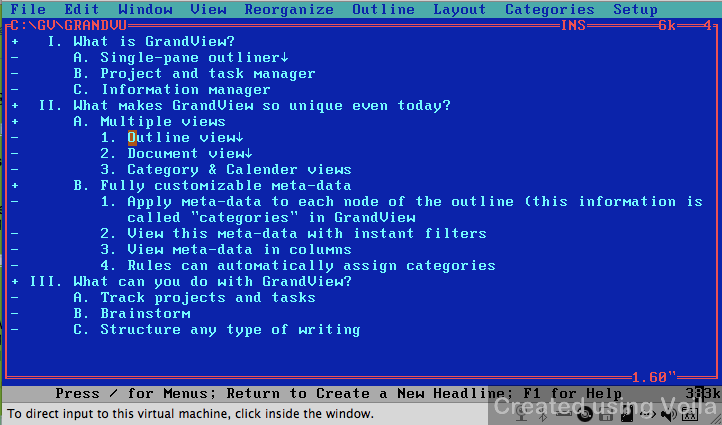 File Edit Window View Reorganize Outline Layout Categories Setup
C:\GV\GRANDVU INS 6k 4
+ I. What is GrandView?
- A. Single-pane outliner↓
- B. Project and task manager
- C. Information manager
+ II. What makes GrandView so unique even today?
+ A. Multiple views
- 1. Outline view↓
- 2. Document view↓
- 3. Category & Calender views
+ B. Fully customizable meta-data
- 1. Apply meta-data to each node of the outline (this information is
called "categories" in GrandView
- 2. View this meta-data with instant filters
- 3. View meta-data in columns
- 4. Rules can automatically assign categories
+ III. What can you do with GrandView?
- A. Track projects and tasks
- B. Brainstorm
- C. Structure any type of writing
1.60"
Press / for Menus; Return to Create a New Headline; F1 for Help
To direct input to this virtual machine, click inside the window.
Created using Voila